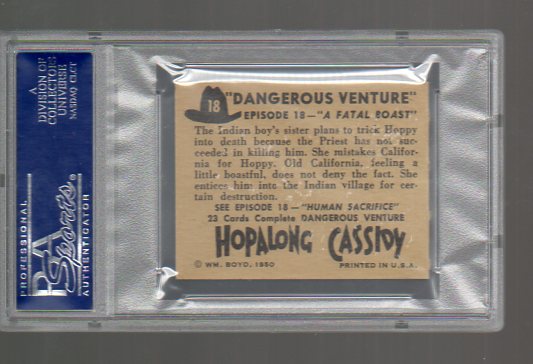 A
DIVISION OF
COLLECTORS
UNIVERSE
NASDAQ: CLCT
PROFESSIONAL
PSA
Sports
AUTHENTICATOR
18
"DANGEROUS VENTURE"
EPISODE 18—"A FATAL BOAST"
The Indian boy's sister plans to trick Hoppy
into death because the Priest has not suc-
ceeded in killing him. She mistakes Califor-
nia for Hoppy. Old California, feeling a
little boastful, does not deny the fact. She
entices him into the Indian village for cer-
tain destruction.
SEE EPISODE 18—"HUMAN SACRIFICE"
23 Cards Complete DANGEROUS VENTURE
HOPALONG CASSIDY
© WM. BOYD, 1950
PRINTED IN U.S.A.